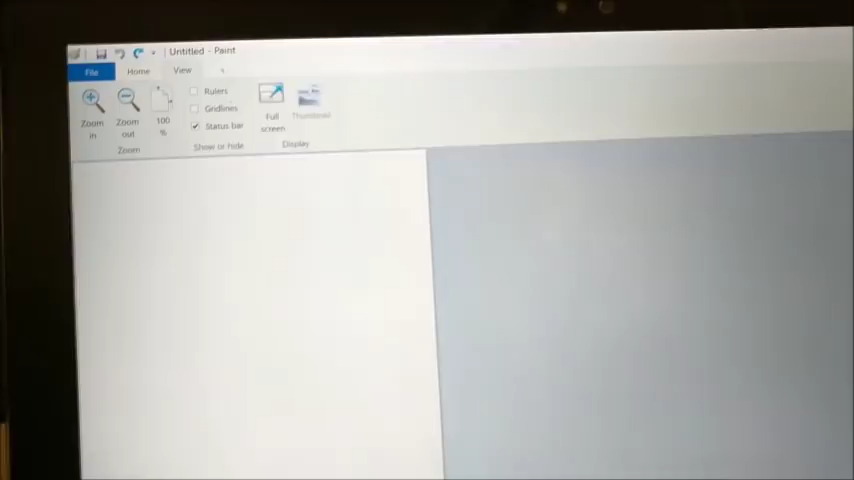 Untitled - Paint
File Home View
Zoom in
Zoom out
100 %
Rulers
Gridlines
Status bar
Full screen
Thumbnail
Zoom
Show or hide
Display